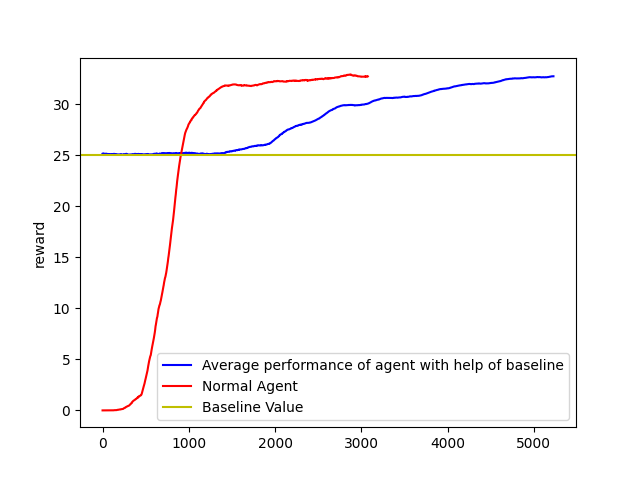 30
25
20
15
10
5
0
reward
Average performance of agent with help of baseline
Normal Agent
Baseline Value
0 1000 2000 3000 4000 5000